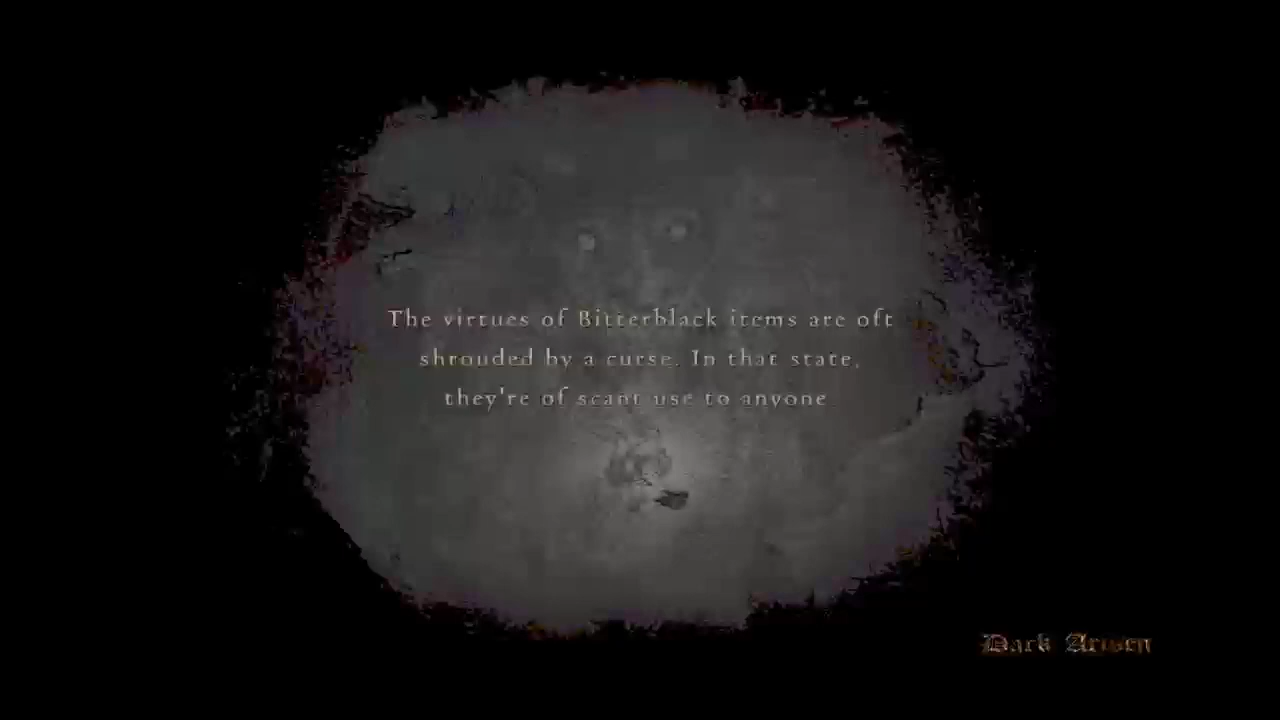 The virtues of Bitterblack items are oft
shrouded by a curse. In that state,
they're of scant use to anyone.
Dark Arisen